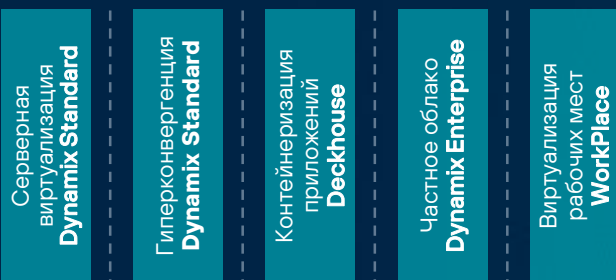 Серверная
виртуализация
Dynamix Standard
Гиперконвергенция
Dynamix Standard
Контейнеризация
приложений
Deckhouse
Частное облако
Dynamix Enterprise
Виртуализация
рабочих мест
WorkPlace